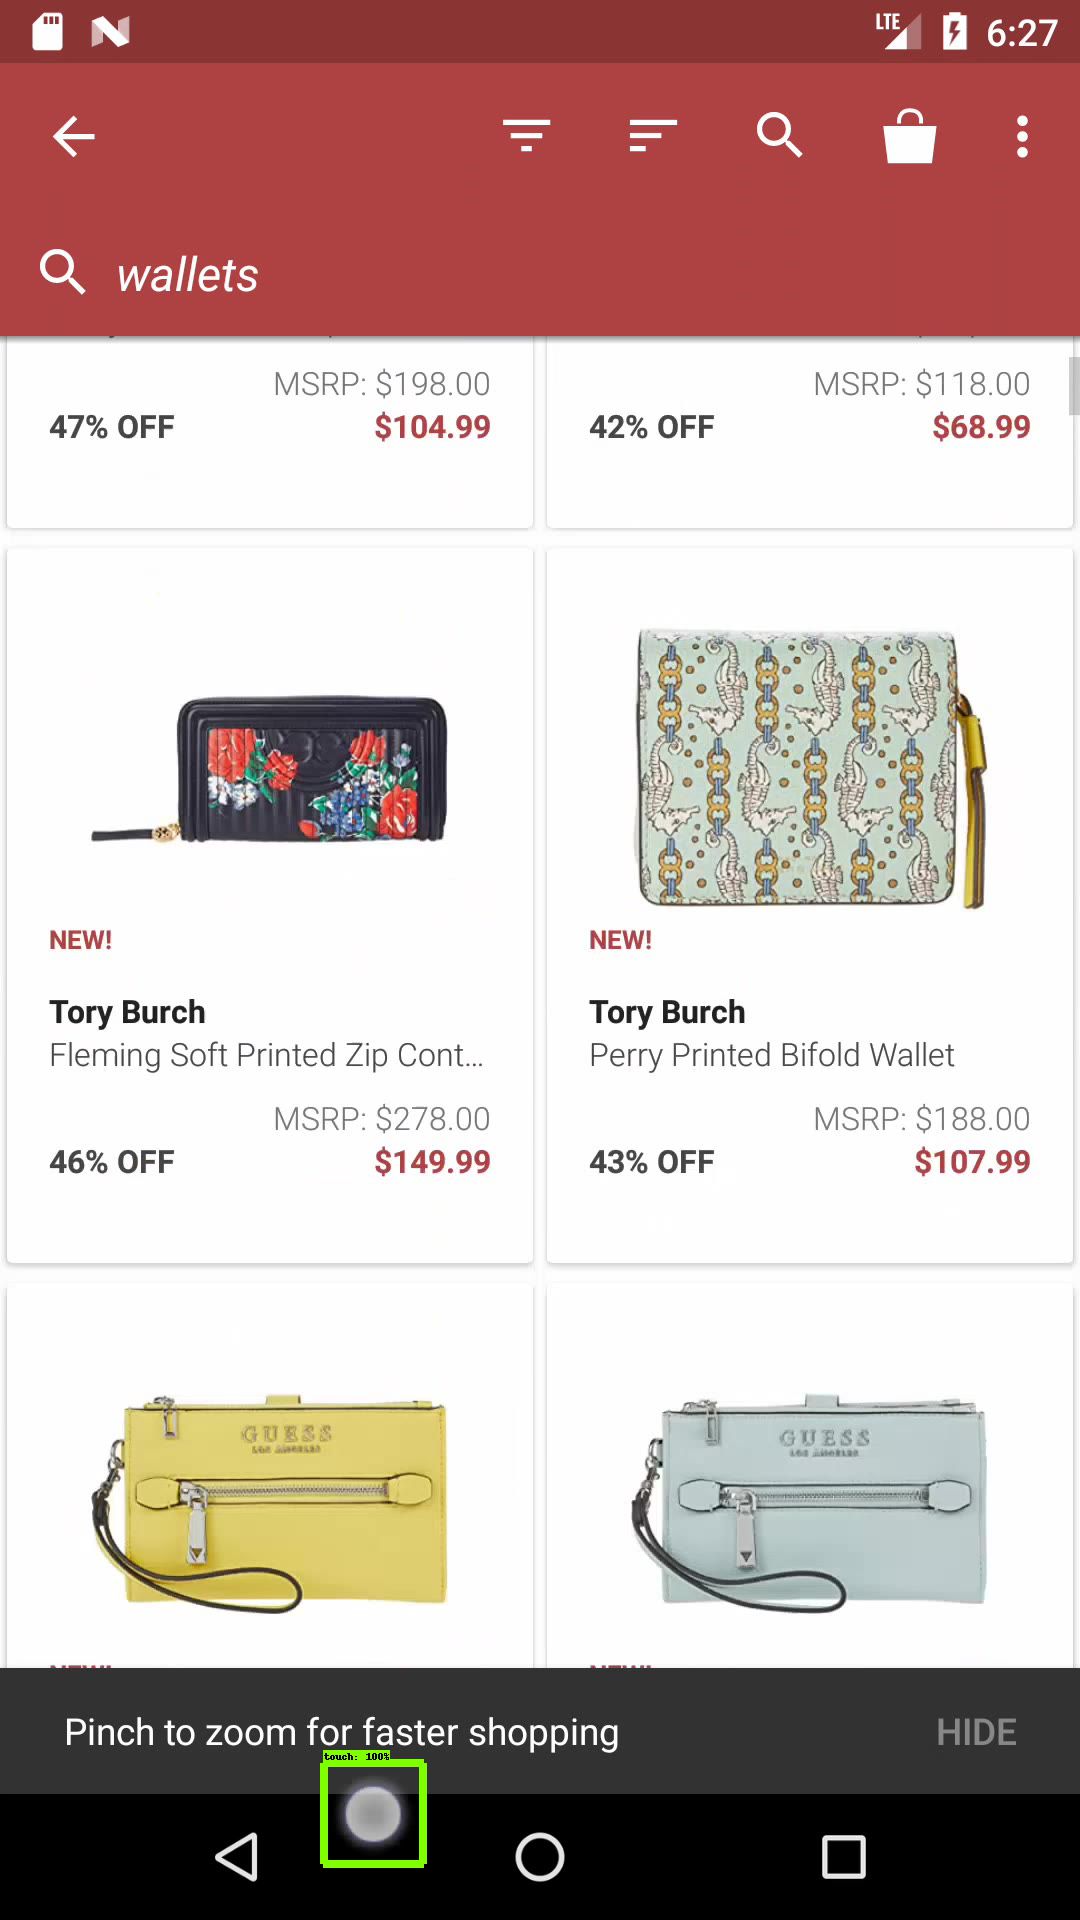 LTE 6:27
wallets
MSRP: $198.00
47% OFF $104.99
MSRP: $118.00
42% OFF $68.99
NEW!
Tory Burch
Fleming Soft Printed Zip Cont...
MSRP: $278.00
46% OFF $149.99
NEW!
Tory Burch
Perry Printed Bifold Wallet
MSRP: $188.00
43% OFF $107.99
GUESS
LOS ANGELES
GUESS
LOS ANGELES
NEW!
NEW!
Pinch to zoom for faster shopping HIDE
touch: 100%